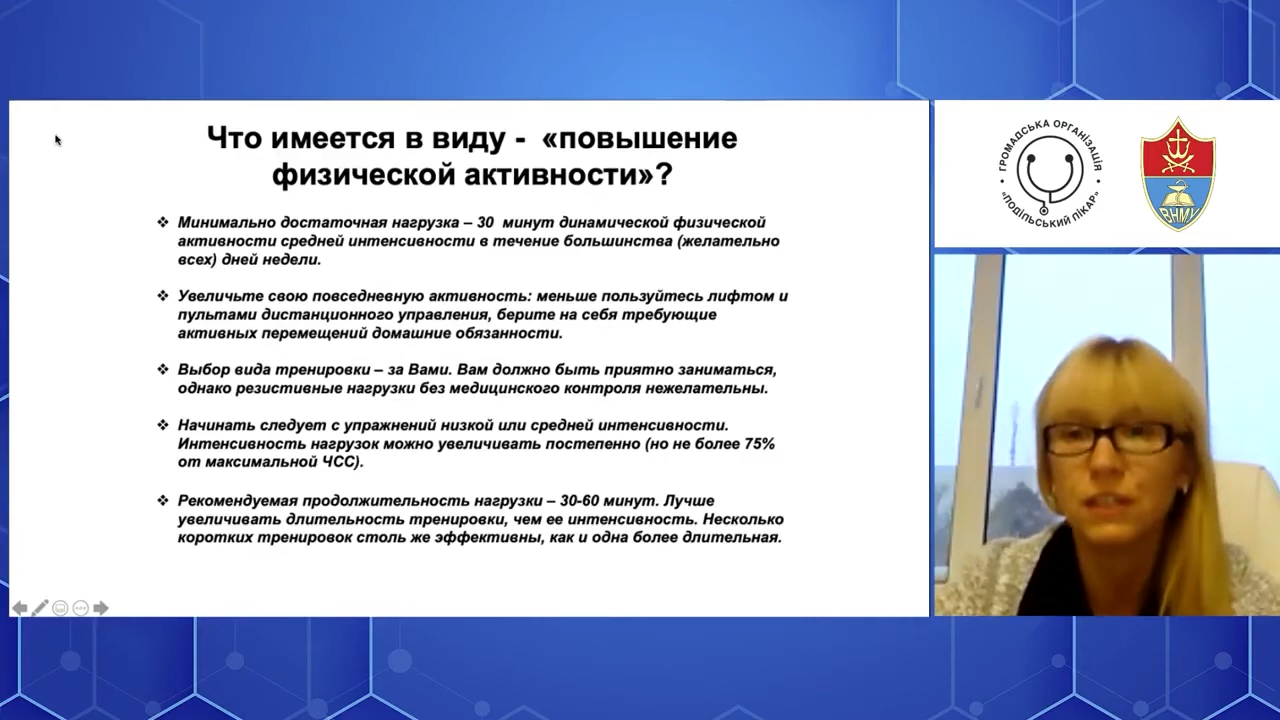 Что имеется в виду - «повышение
физической активности»?
❖ Минимально достаточная нагрузка – 30 минут динамической физической
активности средней интенсивности в течение большинства (желательно
всех) дней недели.
❖ Увеличьте свою повседневную активность: меньше пользуйтесь лифтом и
пультами дистанционного управления, берите на себя требующие
активных перемещений домашние обязанности.
❖ Выбор вида тренировки – за Вами. Вам должно быть приятно заниматься,
однако резистивные нагрузки без медицинского контроля нежелательны.
❖ Начинать следует с упражнений низкой или средней интенсивности.
Интенсивность нагрузок можно увеличивать постепенно (но не более 75%
от максимальной ЧСС).
❖ Рекомендуемая продолжительность нагрузки – 30-60 минут. Лучше
увеличивать длительность тренировки, чем ее интенсивность. Несколько
коротких тренировок столь же эффективны, как и одна более длительная.
• ГРОМАДСЬКА ОРГАНІЗАЦІЯ •
«ПОДІЛЬСЬКИЙ ЛІКАР»
ВНМУ